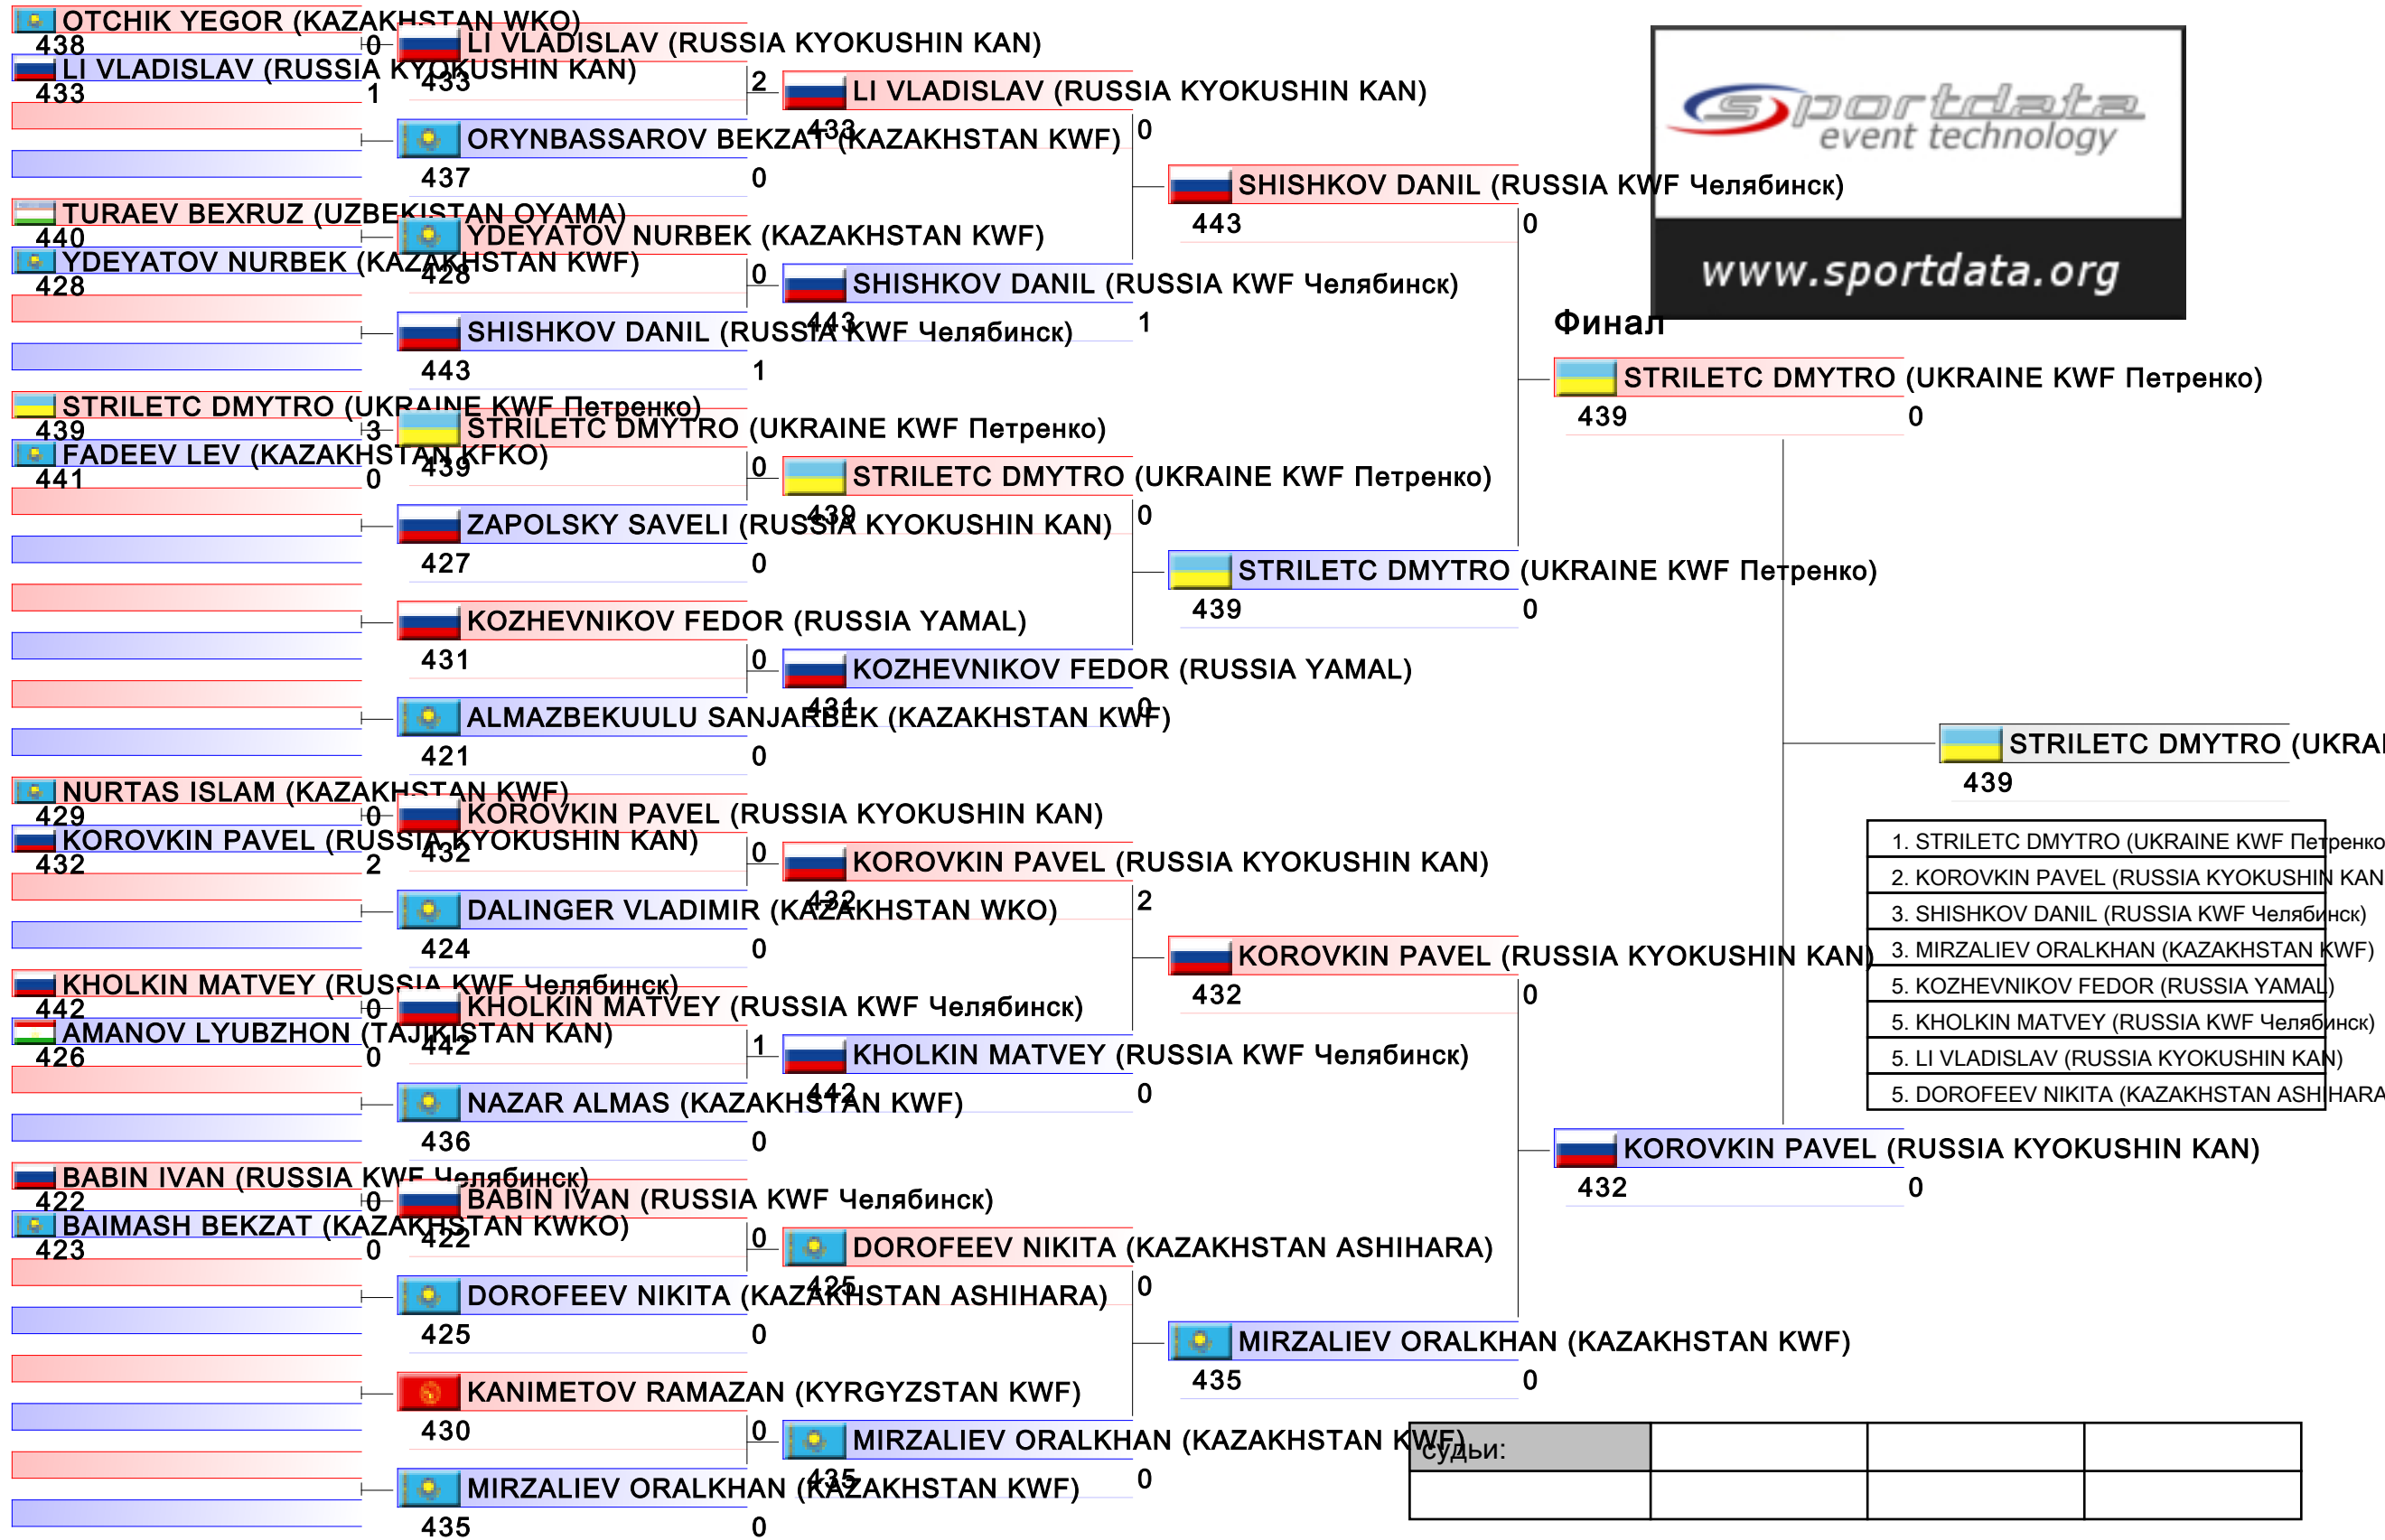 OTCHIK YEGOR (KAZAKHSTAN WKO)
438 0
LI VLADISLAV (RUSSIA KYOKUSHIN KAN)
433 1
TURAEV BEXRUZ (UZBEKISTAN OYAMA)
440
YDEYATOV NURBEK (KAZAKHSTAN KWF)
428
STRILETC DMYTRO (UKRAINE KWF Петренко)
439 3
FADEEV LEV (KAZAKHSTAN KFKO)
441 0
NURTAS ISLAM (KAZAKHSTAN KWF)
429 0
KOROVKIN PAVEL (RUSSIA KYOKUSHIN KAN)
432 2
KHOLKIN MATVEY (RUSSIA KWF Челябинск)
442 0
AMANOV LYUBZHON (TAJIKISTAN KAN)
426 0
BABIN IVAN (RUSSIA KWF Челябинск)
422 0
BAIMASH BEKZAT (KAZAKHSTAN KWKO)
423 0
LI VLADISLAV (RUSSIA KYOKUSHIN KAN)
433 2
ORYNBASSAROV BEKZAT (KAZAKHSTAN KWF)
437 0
YDEYATOV NURBEK (KAZAKHSTAN KWF)
428 0
SHISHKOV DANIL (RUSSIA KWF Челябинск)
443 1
STRILETC DMYTRO (UKRAINE KWF Петренко)
439 0
ZAPOLSKY SAVELI (RUSSIA KYOKUSHIN KAN)
427 0
KOZHEVNIKOV FEDOR (RUSSIA YAMAL)
431 0
ALMAZBEKUULU SANJARBEK (KAZAKHSTAN KWF)
421 0
KOROVKIN PAVEL (RUSSIA KYOKUSHIN KAN)
432 0
DALINGER VLADIMIR (KAZAKHSTAN WKO)
424 0
KHOLKIN MATVEY (RUSSIA KWF Челябинск)
442 1
NAZAR ALMAS (KAZAKHSTAN KWF)
436 0
BABIN IVAN (RUSSIA KWF Челябинск)
422 0
DOROFEEV NIKITA (KAZAKHSTAN ASHIHARA)
425 0
KANIMETOV RAMAZAN (KYRGYZSTAN KWF)
430 0
MIRZALIEV ORALKHAN (KAZAKHSTAN KWF)
435 0
LI VLADISLAV (RUSSIA KYOKUSHIN KAN)
433 0
SHISHKOV DANIL (RUSSIA KWF Челябинск)
443 1
STRILETC DMYTRO (UKRAINE KWF Петренко)
439 0
KOZHEVNIKOV FEDOR (RUSSIA YAMAL)
431 0
KOROVKIN PAVEL (RUSSIA KYOKUSHIN KAN)
432 2
KHOLKIN MATVEY (RUSSIA KWF Челябинск)
442 0
DOROFEEV NIKITA (KAZAKHSTAN ASHIHARA)
425 0
MIRZALIEV ORALKHAN (KAZAKHSTAN KWF)
435 0
SHISHKOV DANIL (RUSSIA KWF Челябинск)
443 0
STRILETC DMYTRO (UKRAINE KWF Петренко)
439 0
KOROVKIN PAVEL (RUSSIA KYOKUSHIN KAN)
432 0
MIRZALIEV ORALKHAN (KAZAKHSTAN KWF)
435 0
sportdata
event technology
www.sportdata.org
Финал
STRILETC DMYTRO (UKRAINE KWF Петренко)
439 0
KOROVKIN PAVEL (RUSSIA KYOKUSHIN KAN)
432 0
STRILETC DMYTRO (UKRAI
439
1. STRILETC DMYTRO (UKRAINE KWF Петренко
2. KOROVKIN PAVEL (RUSSIA KYOKUSHIN KAN
3. SHISHKOV DANIL (RUSSIA KWF Челябинск)
3. MIRZALIEV ORALKHAN (KAZAKHSTAN KWF)
5. KOZHEVNIKOV FEDOR (RUSSIA YAMAL)
5. KHOLKIN MATVEY (RUSSIA KWF Челябинск)
5. LI VLADISLAV (RUSSIA KYOKUSHIN KAN)
5. DOROFEEV NIKITA (KAZAKHSTAN ASHIHARA
судьи: